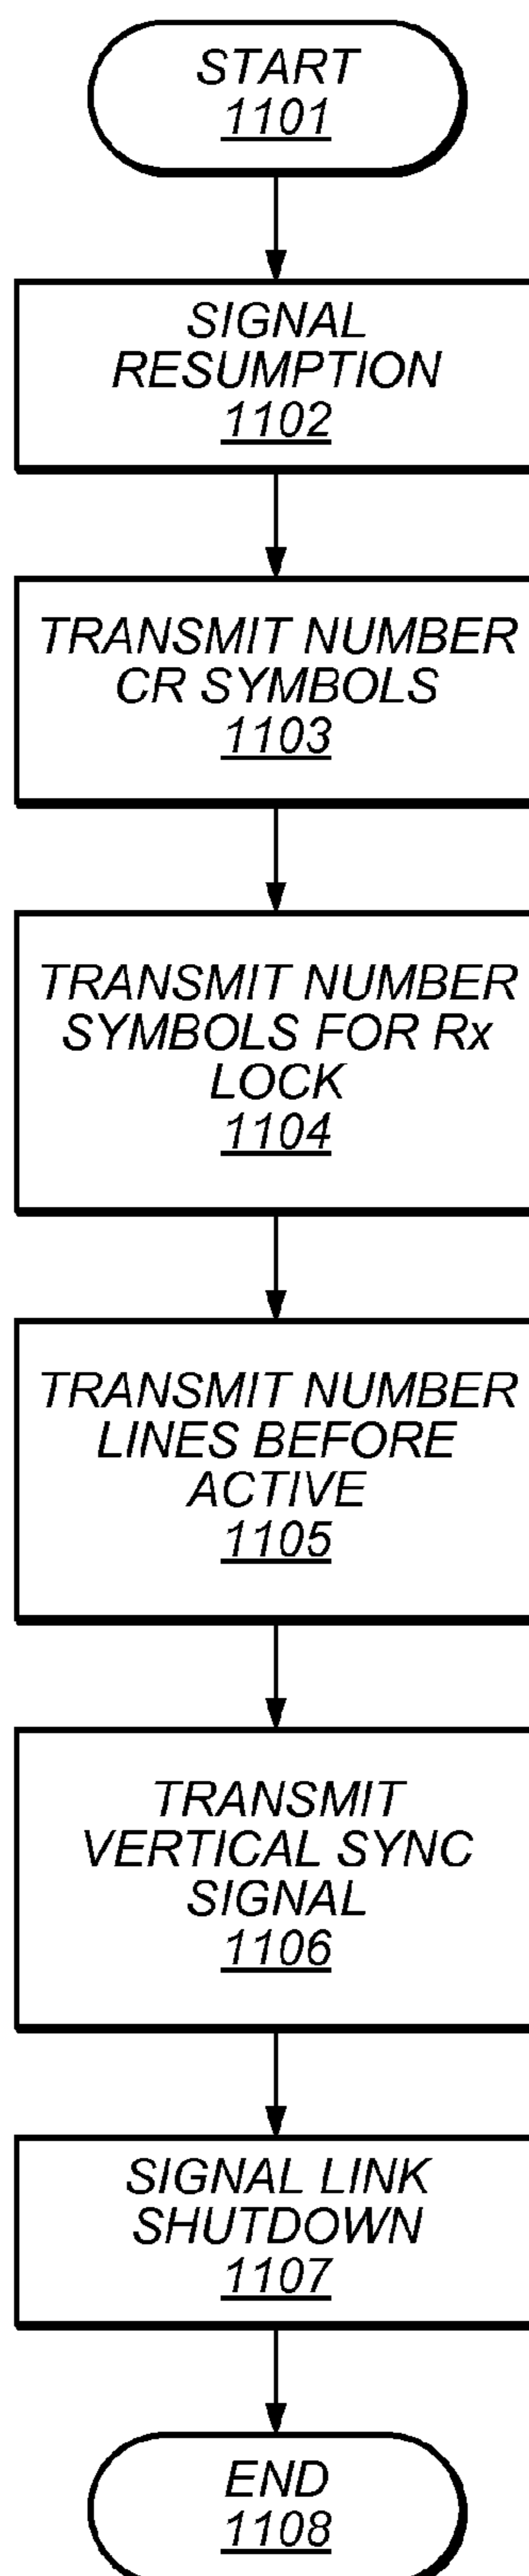 START
1101
SIGNAL
RESUMPTION
1102
TRANSMIT NUMBER
CR SYMBOLS
1103
TRANSMIT NUMBER
SYMBOLS FOR Rx
LOCK
1104
TRANSMIT NUMBER
LINES BEFORE
ACTIVE
1105
TRANSMIT
VERTICAL SYNC
SIGNAL
1106
SIGNAL LINK
SHUTDOWN
1107
END
1108